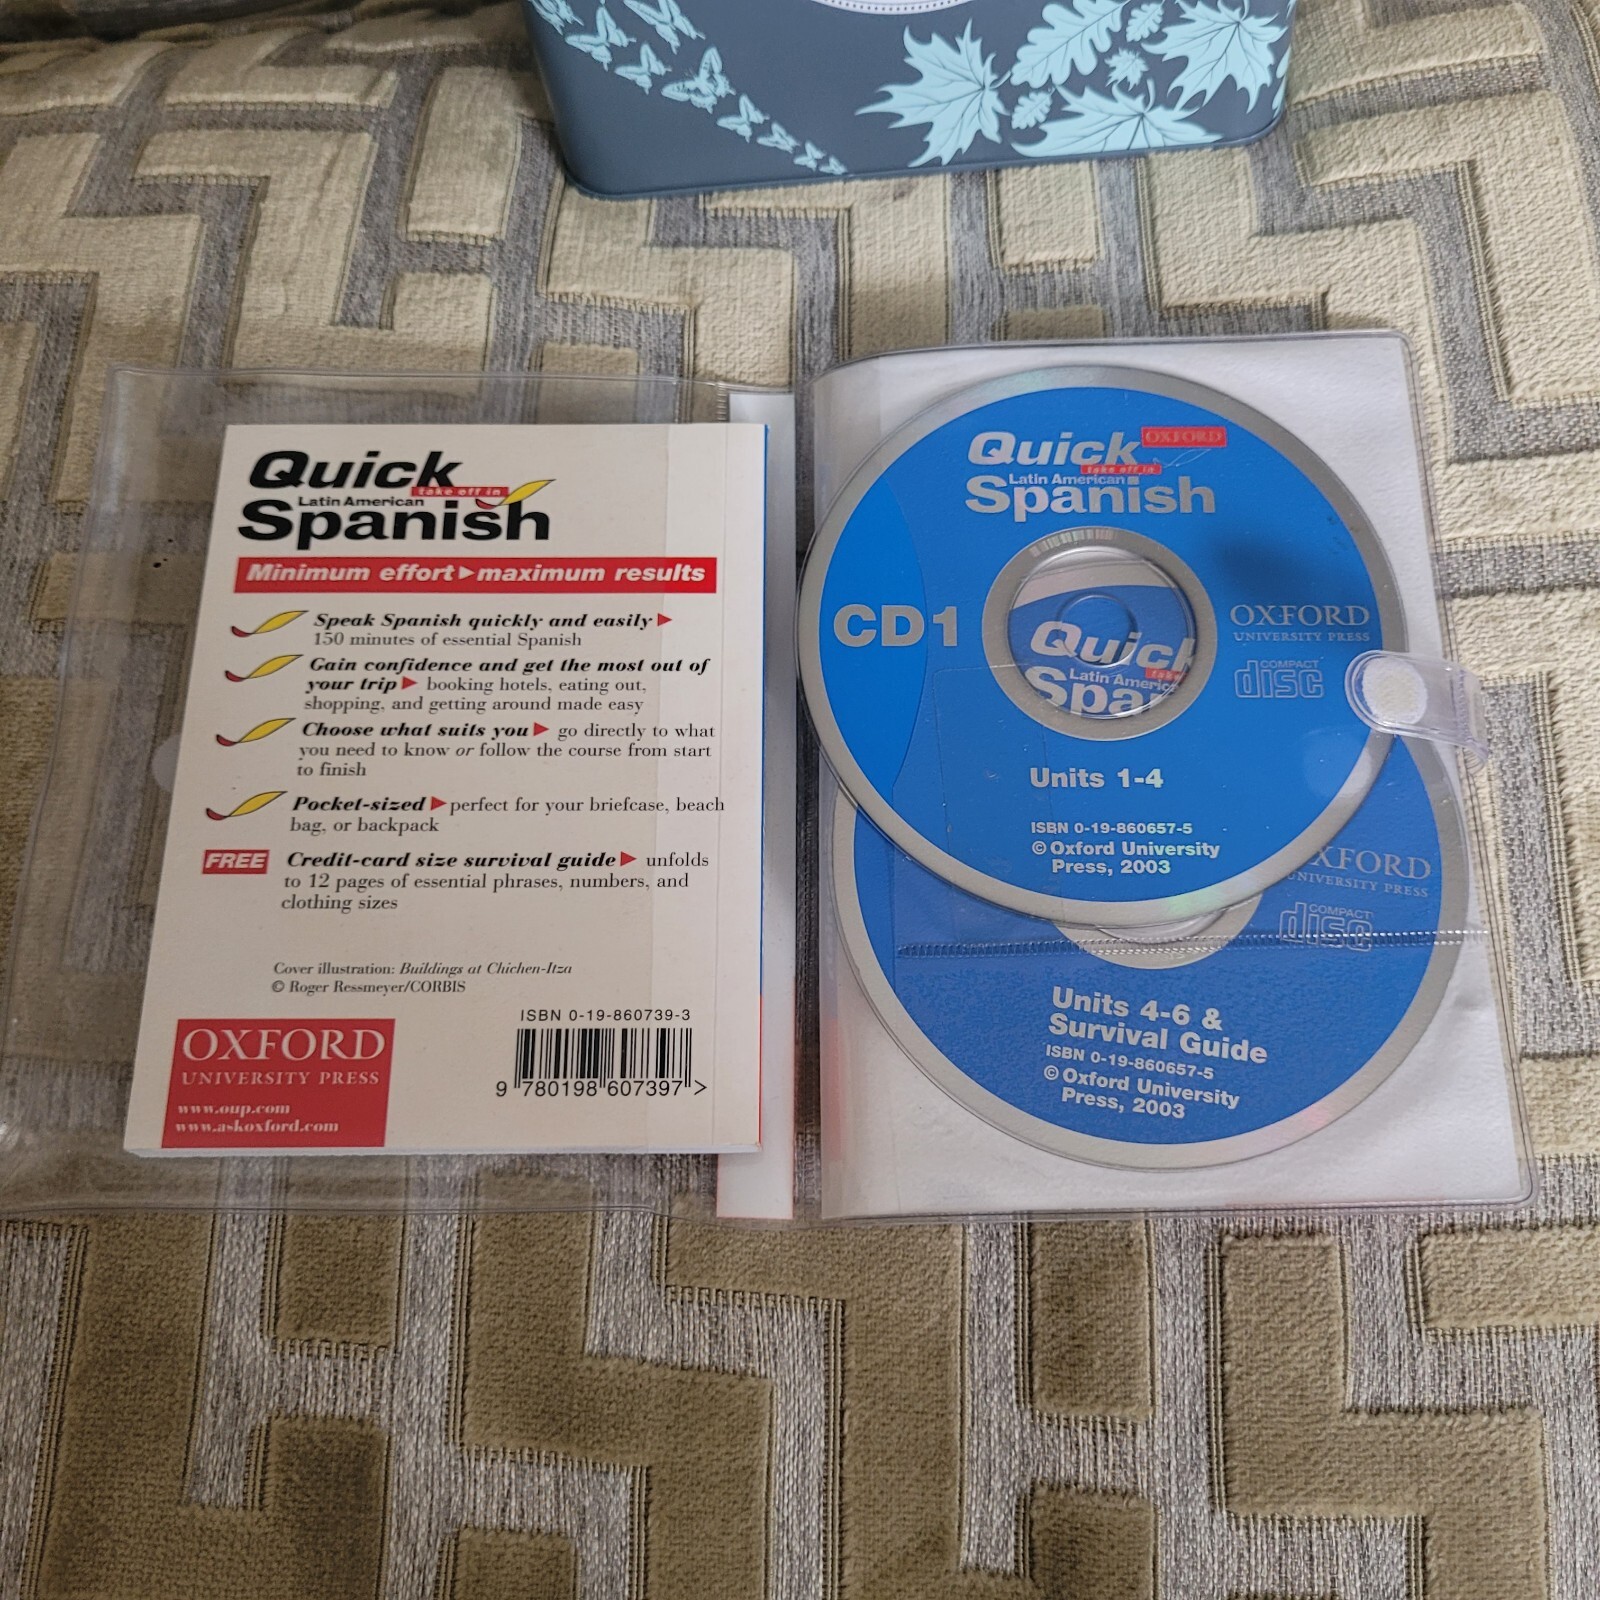 Quick
take off in
Latin American
Spanish
Minimum effort ▶ maximum results
Speak Spanish quickly and easily ▶
150 minutes of essential Spanish
Gain confidence and get the most out of
your trip ▶ booking hotels, eating out,
shopping, and getting around made easy
Choose what suits you ▶ go directly to what
you need to know or follow the course from start
to finish
Pocket-sized ▶ perfect for your briefcase, beach
bag, or backpack
FREE Credit-card size survival guide ▶ unfolds
to 12 pages of essential phrases, numbers, and
clothing sizes
Cover illustration: Buildings at Chichen-Itza
© Roger Ressmeyer/CORBIS
ISBN 0-19-860739-3
9 780198 607397 >
OXFORD
UNIVERSITY PRESS
www.oup.com
www.askoxford.com
Quick OXFORD
take off in
Latin American
Spanish
CD1
OXFORD
UNIVERSITY PRESS
COMPACT
disc
Quick
take
Latin Americ
Spa
Units 1-4
ISBN 0-19-860657-5
© Oxford University
Press, 2003
OXFORD
UNIVERSITY PRESS
COMPACT
disc
Units 4-6 &
Survival Guide
ISBN 0-19-860657-5
© Oxford University
Press, 2003